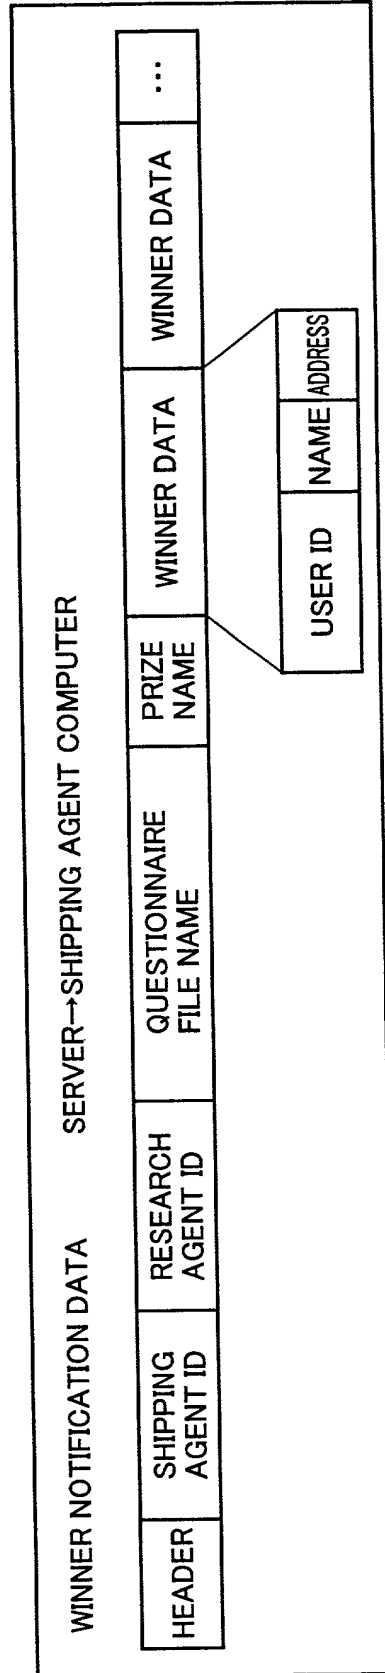 WINNER NOTIFICATION DATA SERVER→SHIPPING AGENT COMPUTER
HEADER
SHIPPING
AGENT ID
RESEARCH
AGENT ID
QUESTIONNAIRE
FILE NAME
PRIZE
NAME
WINNER DATA
WINNER DATA
...
USER ID
NAME
ADDRESS